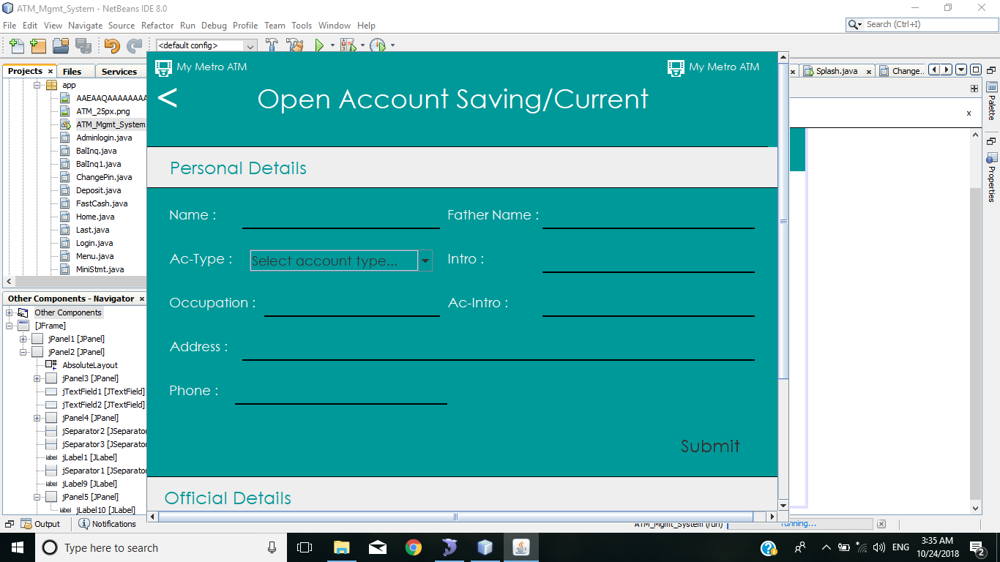 ATM_Mgmt_System - NetBeans IDE 8.0
File Edit View Navigate Source Refactor Run Debug Profile Team Tools Window Help
Search (Ctrl+I)
<default config>
Projects x Files Services
Splash.java x Change..
app
AAEAAQAAAAAAAA
ATM_25px.png
ATM_Mgmt_System.
Adminlogin.java
BalInq.java
BalInq1.java
ChangePin.java
Deposit.java
FastCash.java
Home.java
Last.java
Login.java
Menu.java
MiniStmt.java
Other Components - Navigator x
Other Components
[JFrame]
jPanel1 [JPanel]
jPanel2 [JPanel]
AbsoluteLayout
jPanel3 [JPanel]
jTextField1 [JTextField]
jTextField2 [JTextField]
jPanel4 [JPanel]
jSeparator2 [JSeparator
jSeparator3 [JSeparator
label jLabel1 [JLabel]
jSeparator1 [JSeparator
label jLabel9 [JLabel]
jPanel5 [JPanel]
label jLabel10 [JLabel]
My Metro ATM
My Metro ATM
< Open Account Saving/Current
Personal Details
Name : Father Name :
Ac-Type : Select account type... Intro :
Occupation : Ac-Intro :
Address :
Phone :
Submit
Official Details
x
Palette
Properties
Output Notifications
ATM_Mgmt_System (run) running...
Type here to search
ENG
3:35 AM
10/24/2018
2